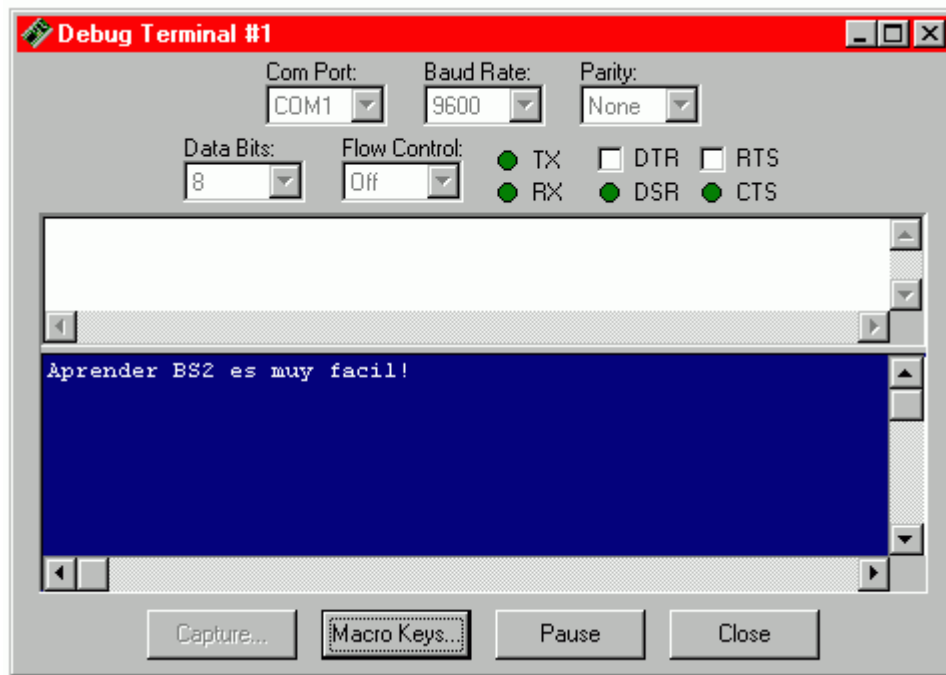 Debug Terminal #1
Com Port: Baud Rate: Parity:
COM1 9600 None
Data Bits: Flow Control: TX DTR RTS
8 Off RX DSR CTS
Aprender BS2 es muy facil!
Capture... Macro Keys... Pause Close